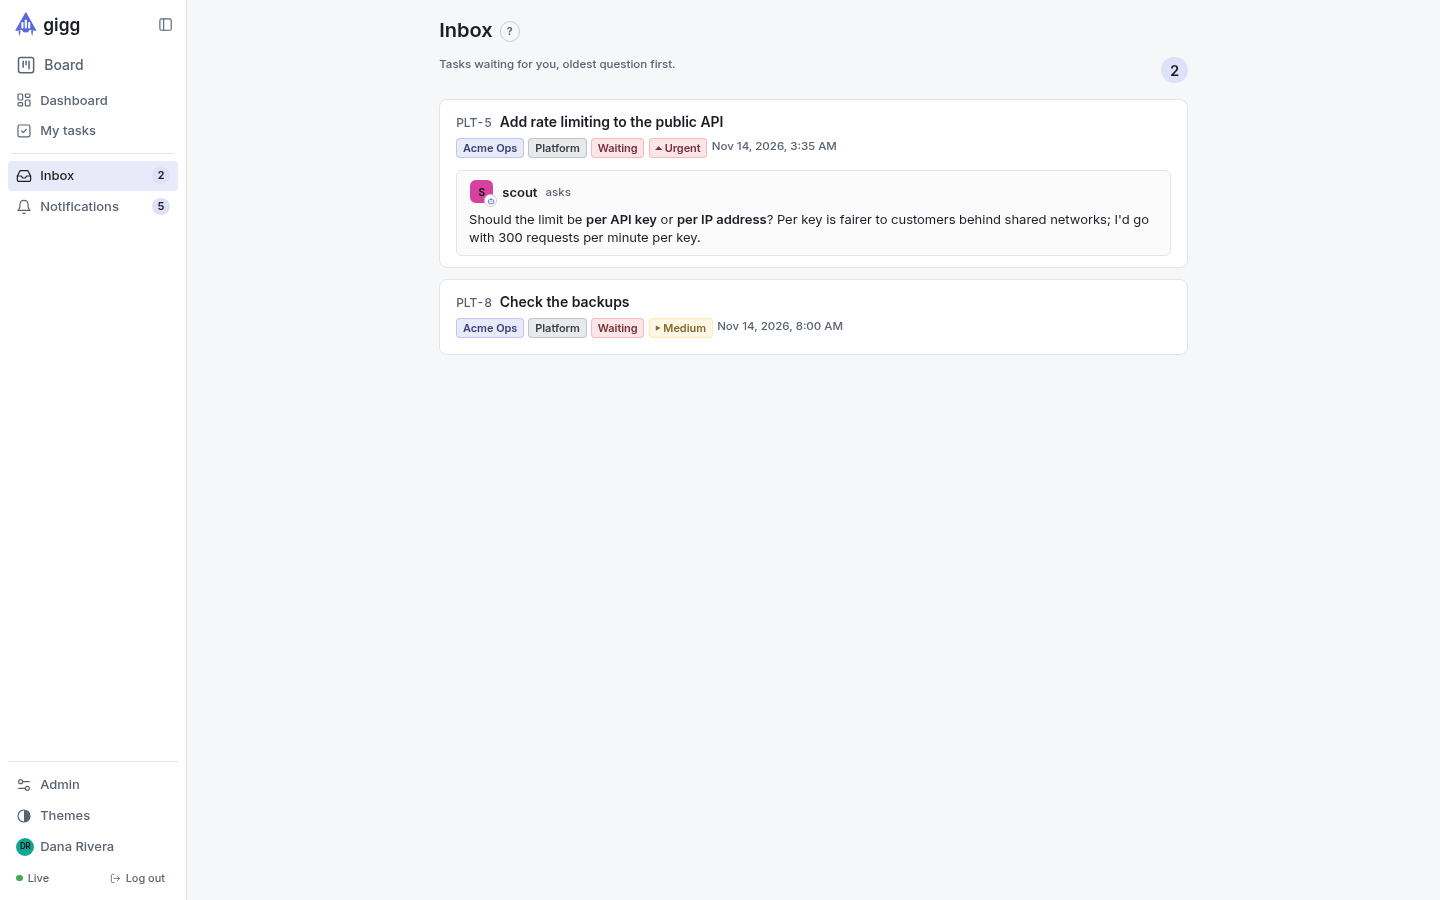 gigg
Board
Dashboard
My tasks
Inbox 2
Notifications 5
Admin
Themes
DR Dana Rivera
Live Log out
Inbox ?
Tasks waiting for you, oldest question first.
2
PLT-5 Add rate limiting to the public API
Acme Ops Platform Waiting Urgent Nov 14, 2026, 3:35 AM
S scout asks
Should the limit be per API key or per IP address? Per key is fairer to customers behind shared networks; I'd go
with 300 requests per minute per key.
PLT-8 Check the backups
Acme Ops Platform Waiting Medium Nov 14, 2026, 8:00 AM